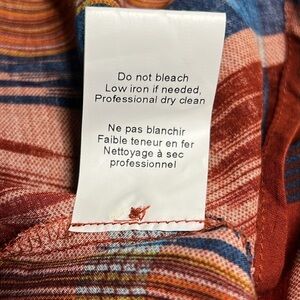 Do not bleach
Low iron if needed,
Professional dry clean
Ne pas blanchir
Faible teneur en fer
Nettoyage à sec
professionnel